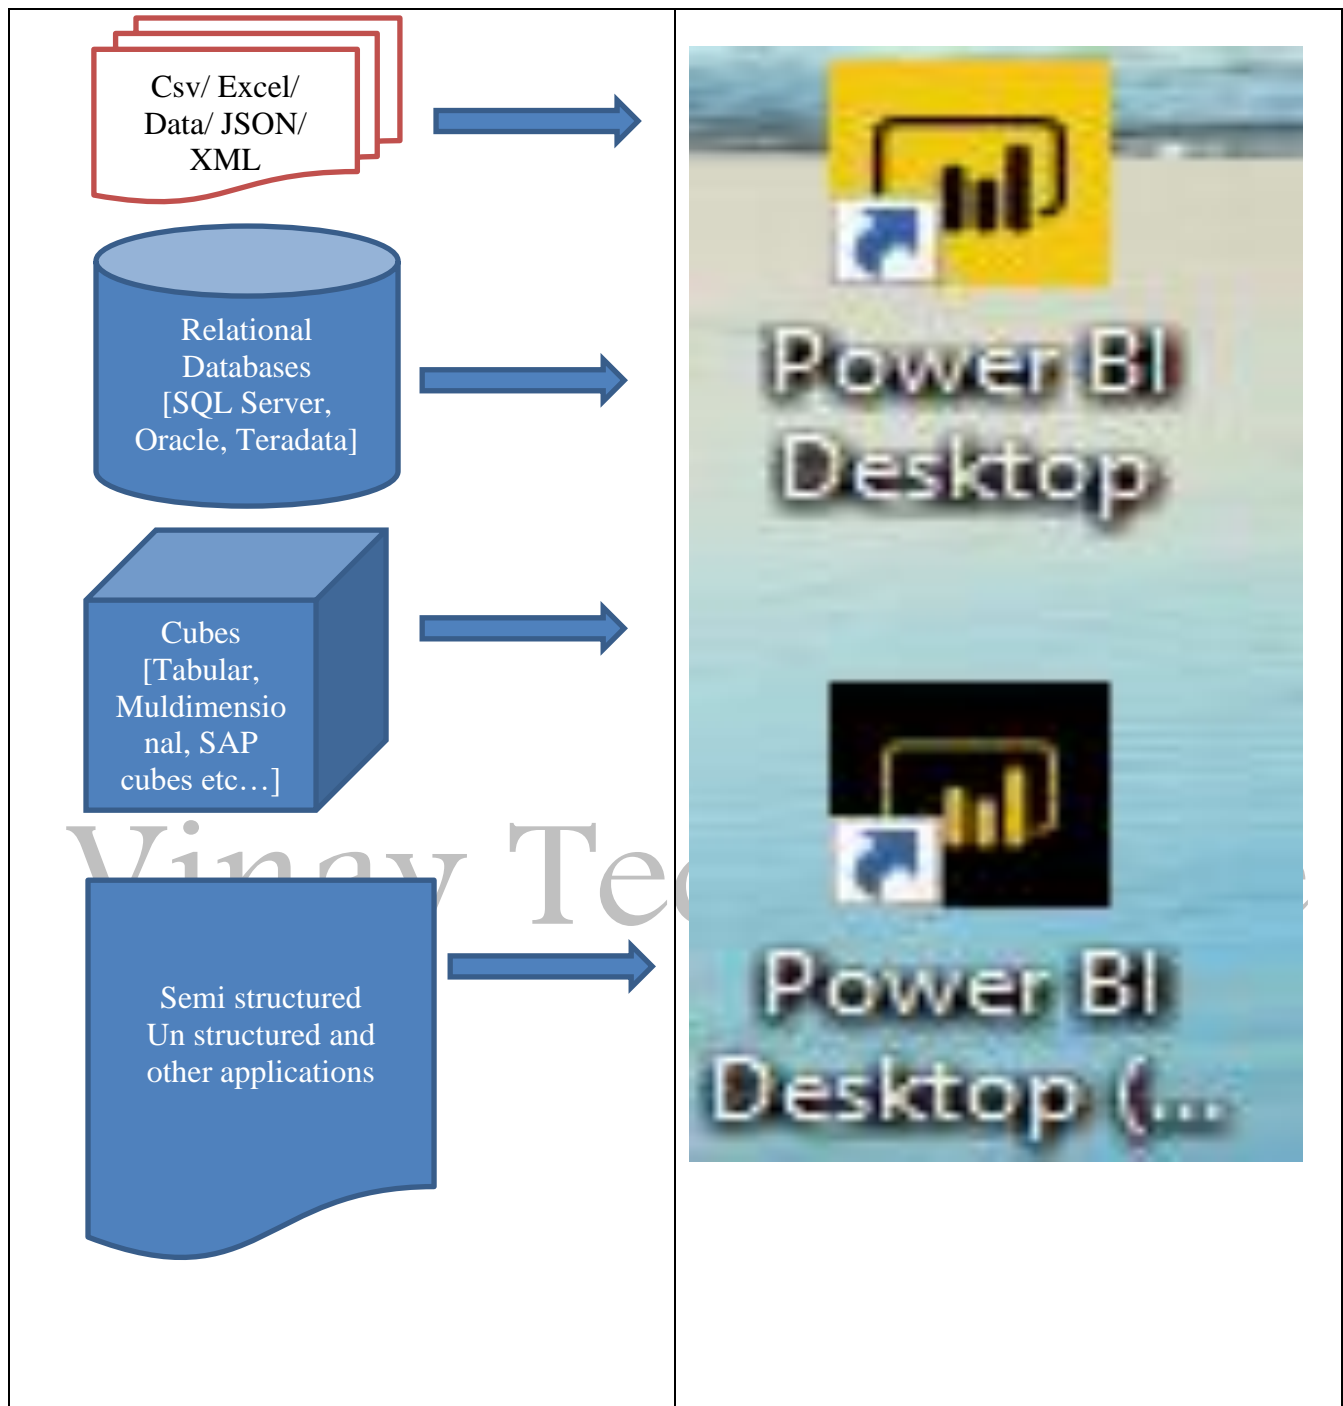 Csv/ Excel/
Data/ JSON/
XML
Relational
Databases
[SQL Server,
Oracle, Teradata]
Cubes
[Tabular,
Muldimensio
nal, SAP
cubes etc…]
Semi structured
Un structured and
other applications
Power BI
Desktop
Power BI
Desktop (...
Vinay